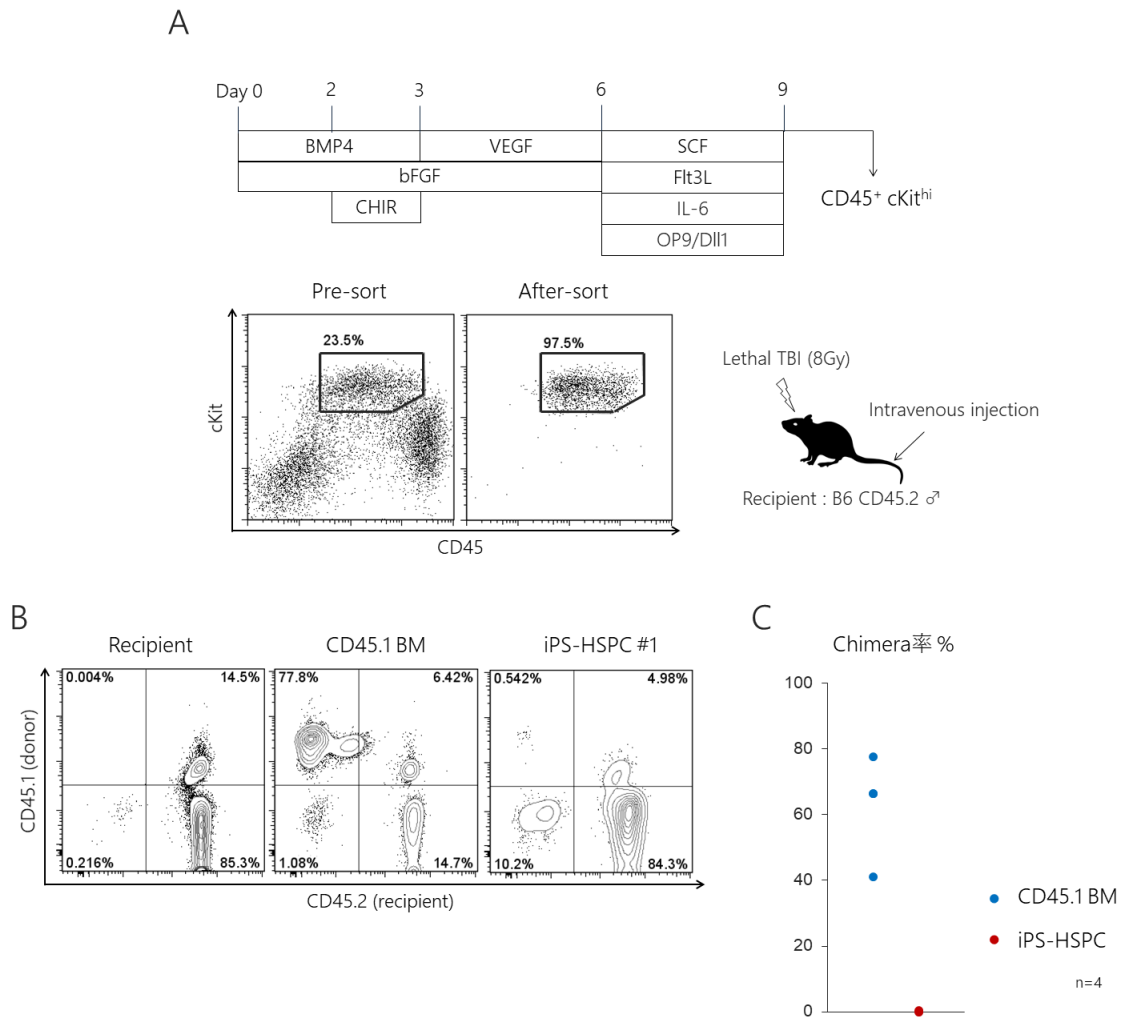 A
Day 0 2 3 6 9
BMP4 VEGF SCF
bFGF Flt3L
CHIR IL-6
OP9/Dll1
CD45⁺ cKitʰⁱ
Pre-sort After-sort
23.5% 97.5%
cKit
CD45
Lethal TBI (8Gy)
Intravenous injection
Recipient : B6 CD45.2 ♂
B
Recipient CD45.1 BM iPS-HSPC #1
0.004% 14.5% 77.8% 6.42% 0.542% 4.98%
0.216% 85.3% 1.08% 14.7% 10.2% 84.3%
CD45.1 (donor)
CD45.2 (recipient)
C
Chimera率 %
100
80
60
40
20
0
CD45.1 BM
iPS-HSPC
n=4